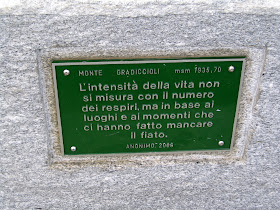 MONTE GRADICCIOLI msm 1935,70
L'intensità della vita non
si misura con il numero
dei respiri, ma in base ai
luoghi e ai momenti che
ci hanno fatto mancare
il fiato.
ANONIMO, 2006